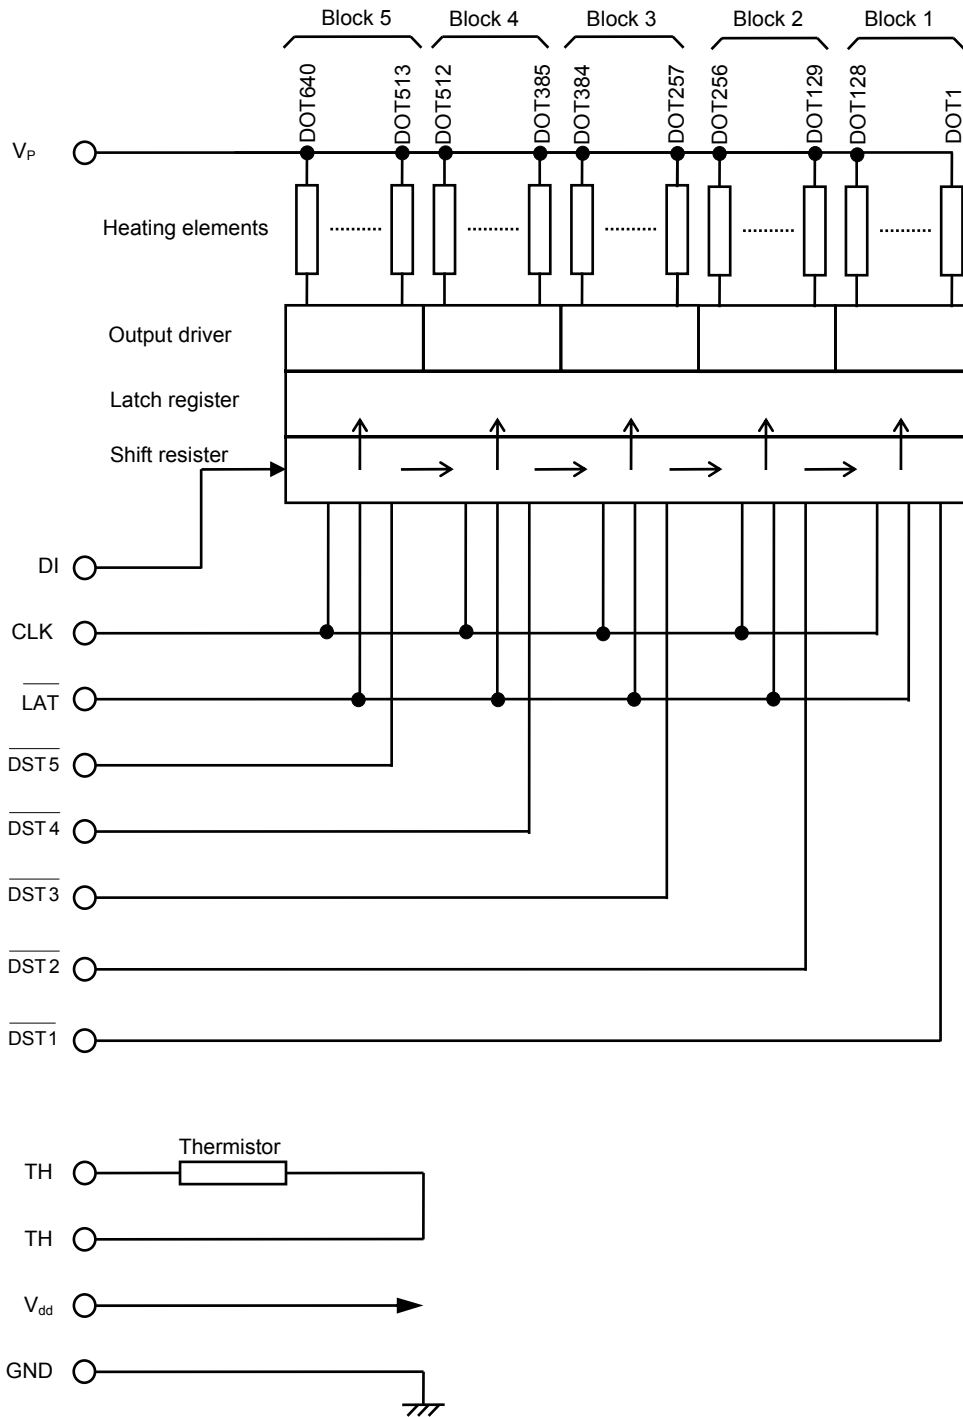 Block 5
Block 4
Block 3
Block 2
Block 1
DOT640
DOT513
DOT512
DOT385
DOT384
DOT257
DOT256
DOT129
DOT128
DOT1
VP
Heating elements
Output driver
Latch register
Shift resister
DI
CLK
LAT
DST5
DST4
DST3
DST2
DST1
Thermistor
TH
TH
Vdd
GND